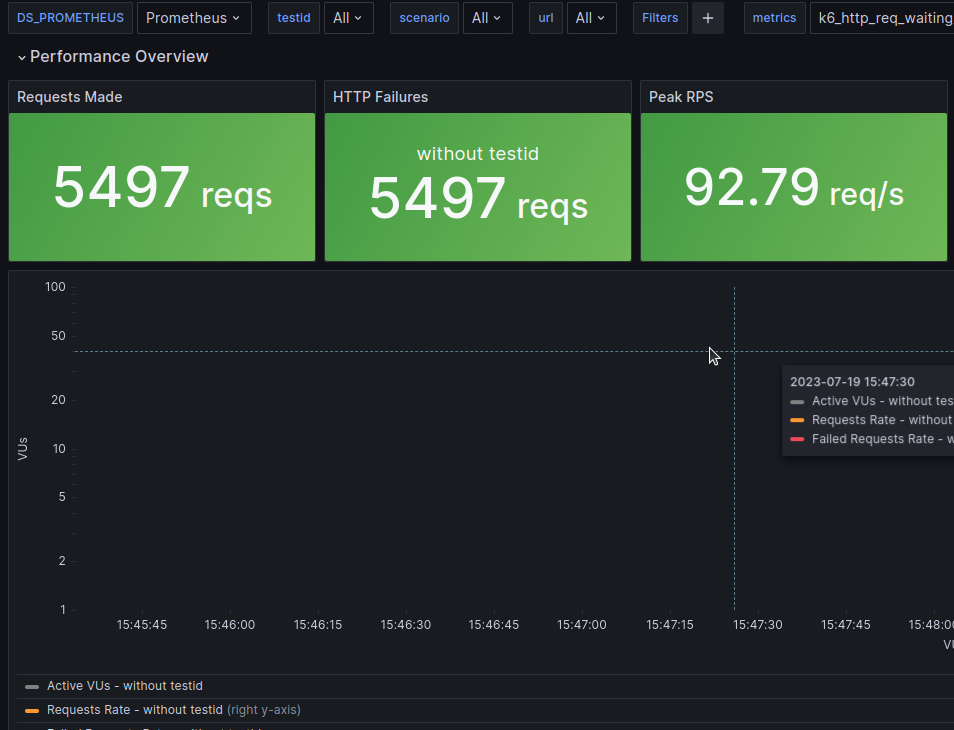 DS_PROMETHEUS Prometheus testid All scenario All url All Filters + metrics k6_http_req_waiting
Performance Overview
Requests Made HTTP Failures Peak RPS
without testid
5497 reqs 5497 reqs 92.79 req/s
100
50
2023-07-19 15:47:30
20 Active VUs - without tes
Requests Rate - without
Failed Requests Rate - w
10
VUs
5
2
1
15:45:45 15:46:00 15:46:15 15:46:30 15:46:45 15:47:00 15:47:15 15:47:30 15:47:45 15:48:00
VU
Active VUs - without testid
Requests Rate - without testid (right y-axis)